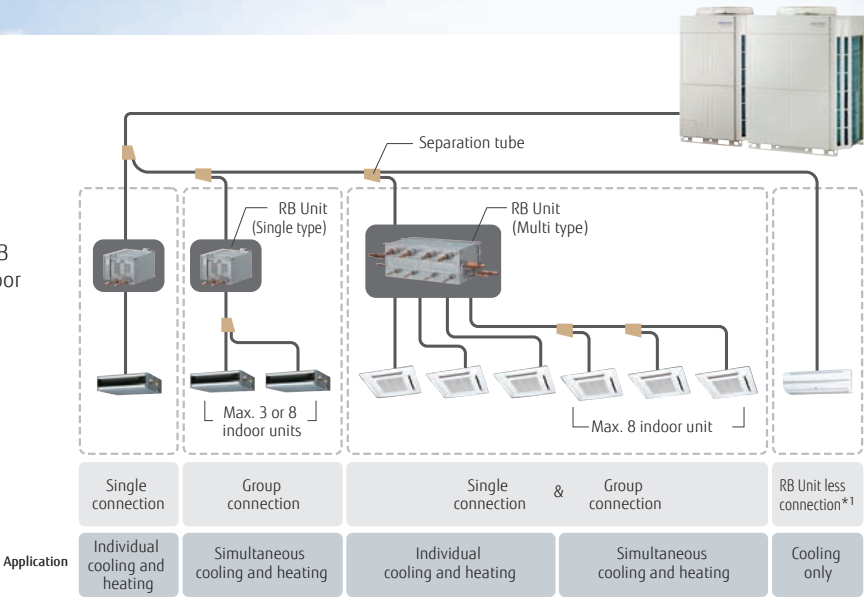 Separation tube
RB Unit
(Single type)
RB Unit
(Multi type)
B
oor
Max. 3 or 8
indoor units
Max. 8 indoor unit
Single
connection
Group
connection
Single
connection
&
Group
connection
RB Unit less
connection*1
Application
Individual
cooling and
heating
Simultaneous
cooling and heating
Individual
cooling and heating
Simultaneous
cooling and heating
Cooling
only